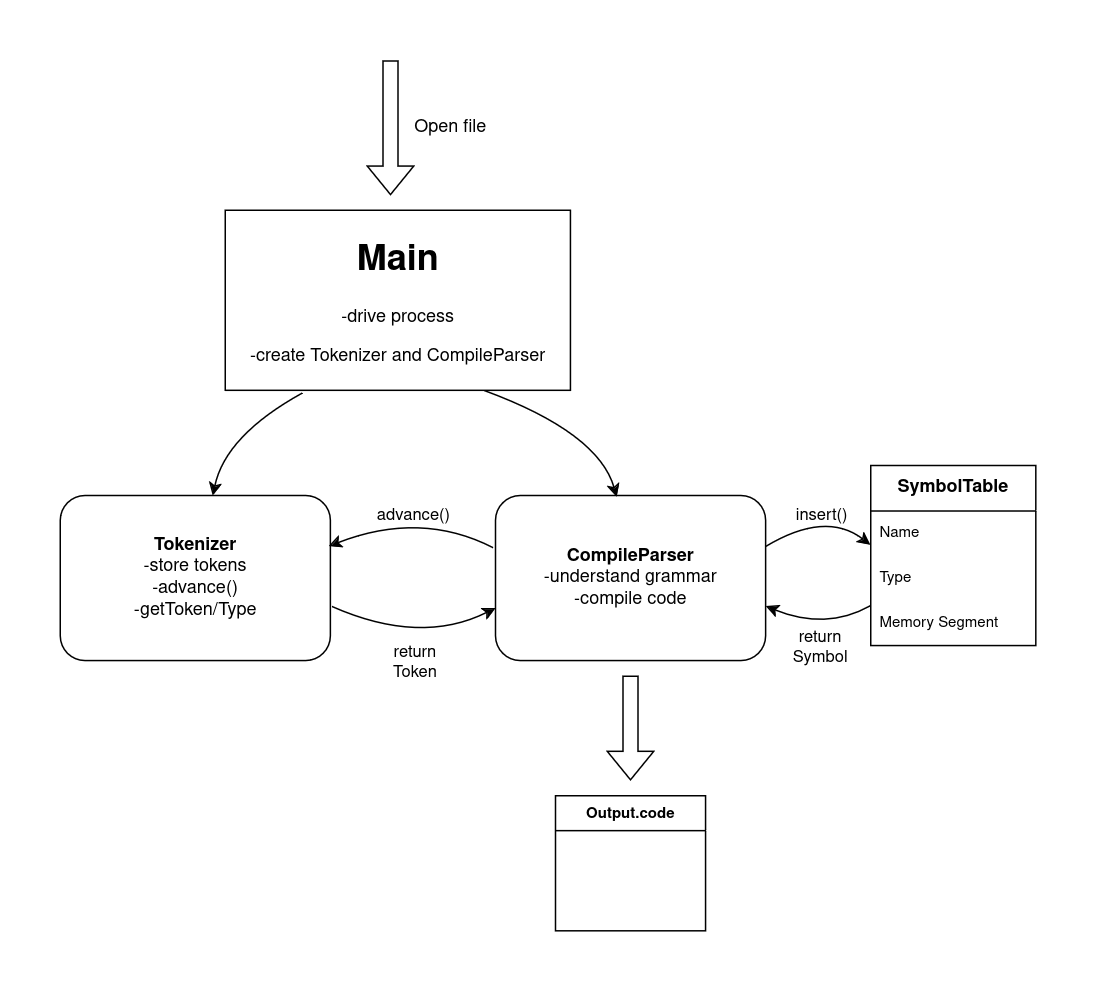 Open file
Main
-drive process
-create Tokenizer and CompileParser
Tokenizer
-store tokens
-advance()
-getToken/Type
advance()
return
Token
CompileParser
-understand grammar
-compile code
insert()
return
Symbol
SymbolTable
Name
Type
Memory Segment
Output.code